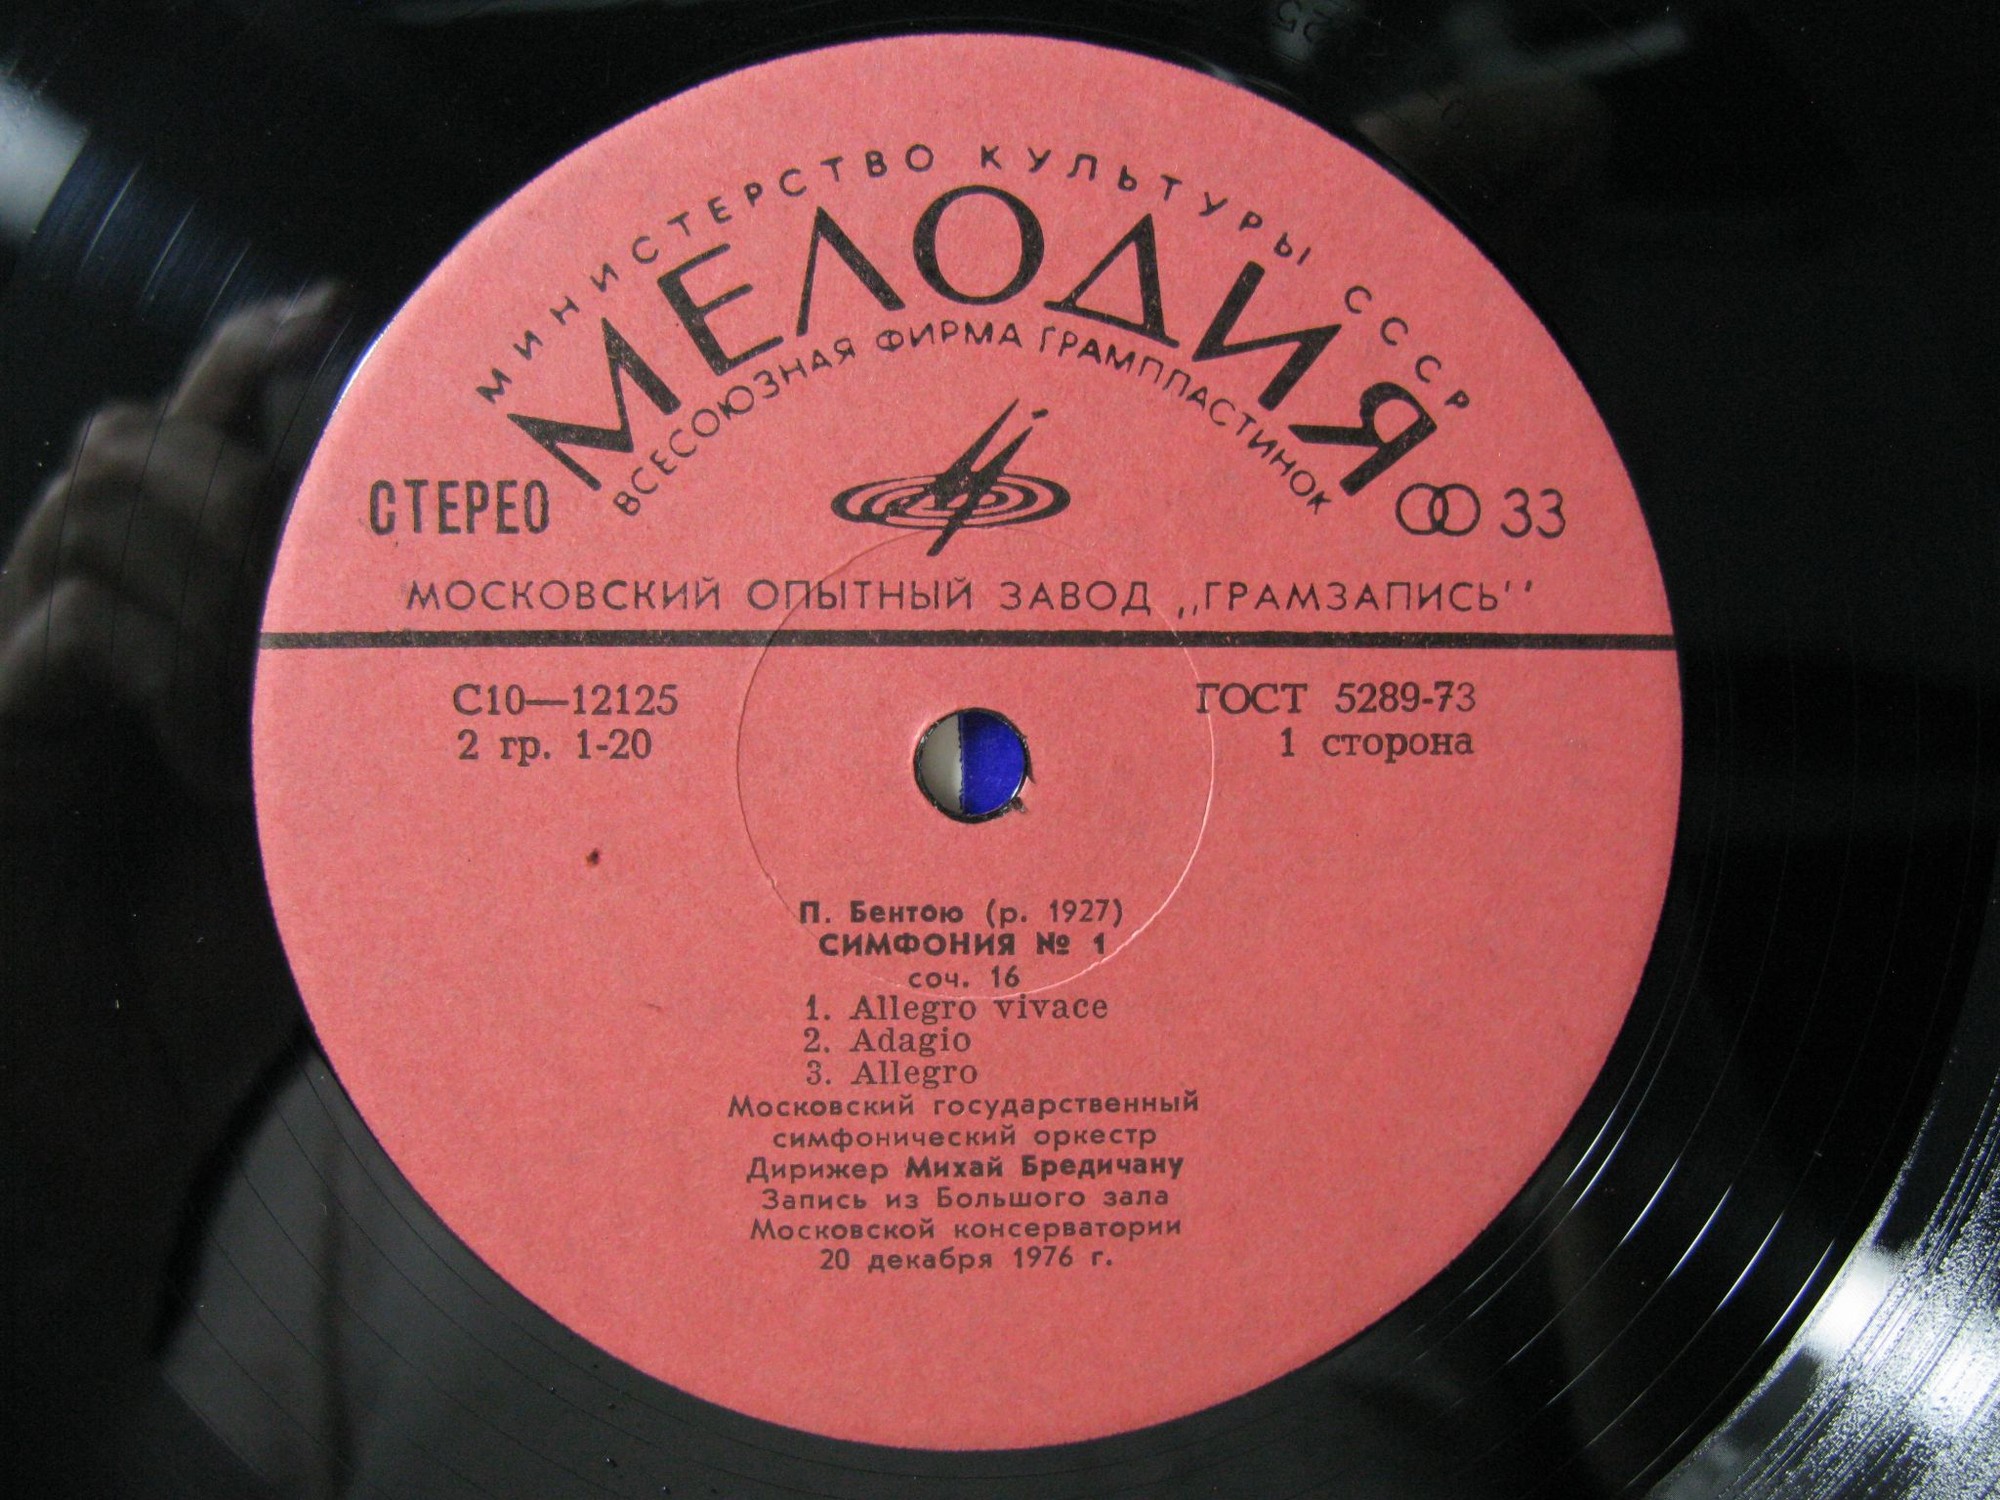 МИНИСТЕРСТВО КУЛЬТУРЫ СССР
МЕЛОДИЯ
ВСЕСОЮЗНАЯ ФИРМА ГРАМПЛАСТИНОК
СТЕРЕО
33
МОСКОВСКИЙ ОПЫТНЫЙ ЗАВОД „ГРАМЗАПИСЬ’’
С10—12125
ГОСТ 5289-73
2 гр. 1-20
1 сторона
П. Бентою (р. 1927)
СИМФОНИЯ № 1
соч. 16
1. Allegro vivace
2. Adagio
3. Allegro
Московский государственный
симфонический оркестр
Дирижер Михай Бредичану
Запись из Большого зала
Московской консерватории
20 декабря 1976 г.